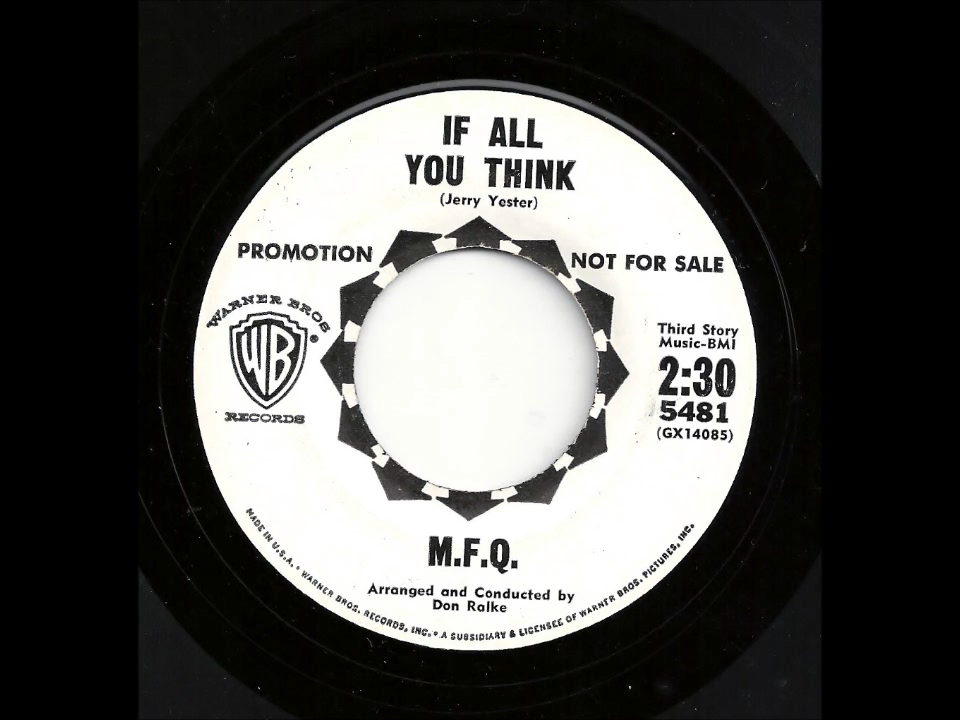 IF ALL
YOU THINK
(Jerry Yester)
PROMOTION
NOT FOR SALE
WARNER BROS
WB
®
RECORDS
Third Story
Music-BMI
2:30
5481
(GX14085)
M.F.Q.
Arranged and Conducted by
Don Ralke
MADE IN U.S.A. • WARNER BROS. RECORDS, INC. • A SUBSIDIARY & LICENSEE OF WARNER BROS. PICTURES, INC.